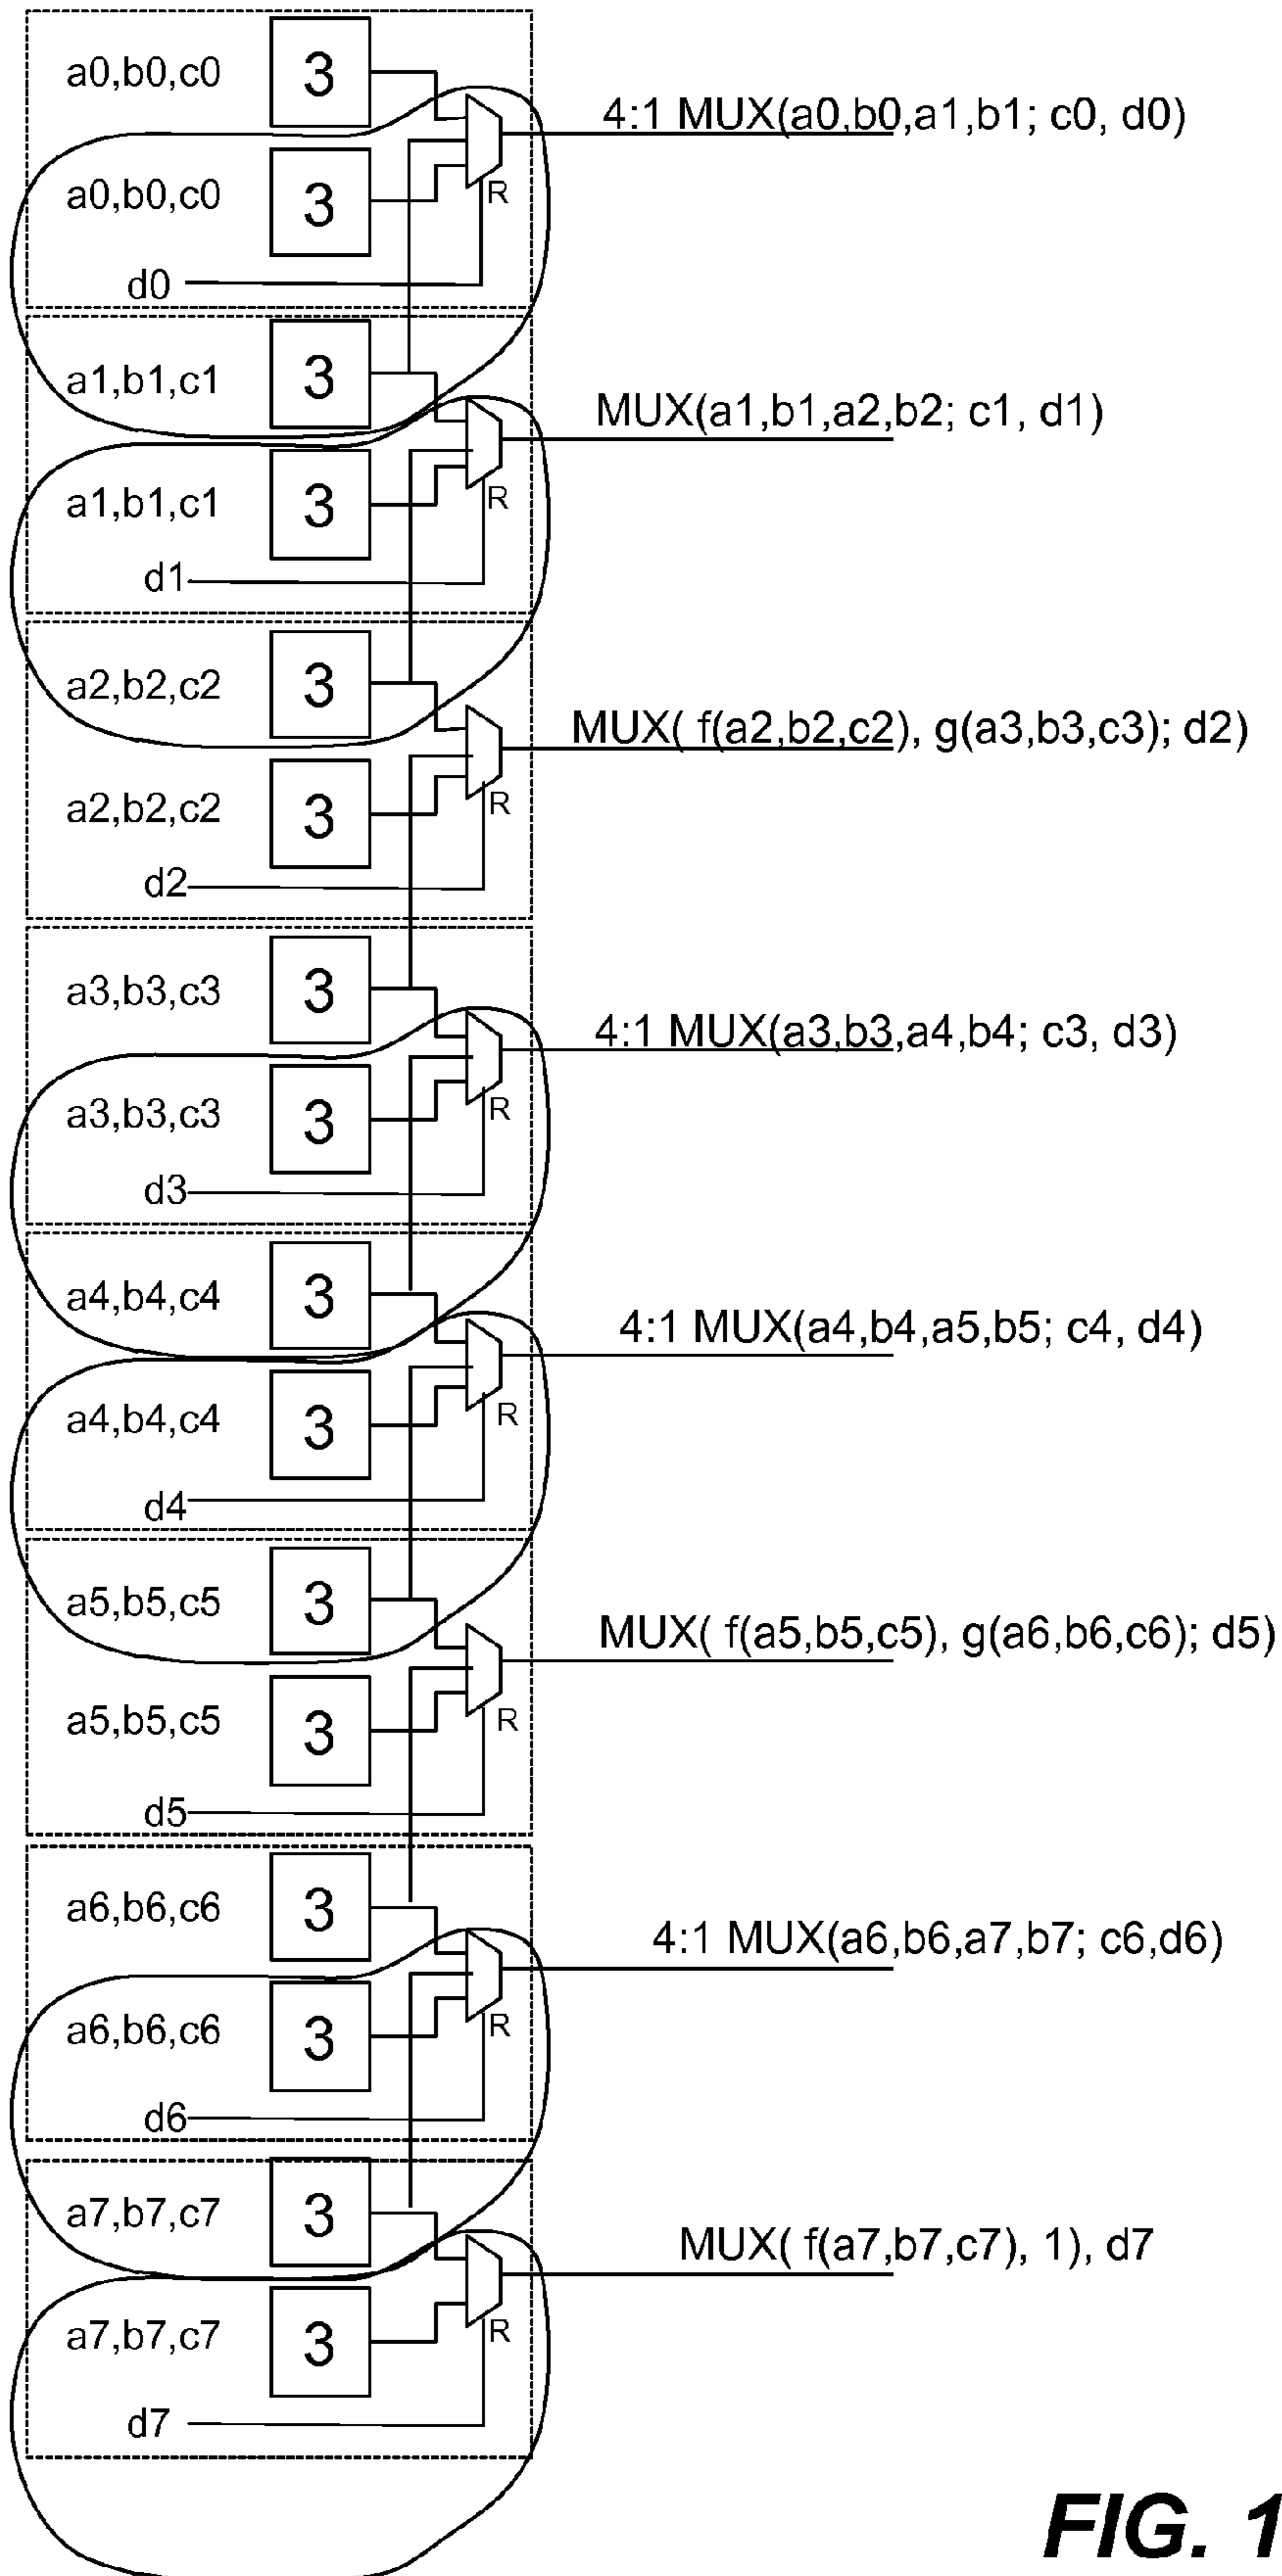 a0,b0,c0 3
4:1 MUX(a0,b0,a1,b1; c0, d0)
a0,b0,c0 3 R
d0
a1,b1,c1 3
MUX(a1,b1,a2,b2; c1, d1)
a1,b1,c1 3 R
d1
a2,b2,c2 3
MUX( f(a2,b2,c2), g(a3,b3,c3); d2)
a2,b2,c2 3 R
d2
a3,b3,c3 3
4:1 MUX(a3,b3,a4,b4; c3, d3)
a3,b3,c3 3 R
d3
a4,b4,c4 3
4:1 MUX(a4,b4,a5,b5; c4, d4)
a4,b4,c4 3 R
d4
a5,b5,c5 3
MUX( f(a5,b5,c5), g(a6,b6,c6); d5)
a5,b5,c5 3 R
d5
a6,b6,c6 3
4:1 MUX(a6,b6,a7,b7; c6,d6)
a6,b6,c6 3 R
d6
a7,b7,c7 3
MUX( f(a7,b7,c7), 1), d7
a7,b7,c7 3 R
d7
FIG. 1